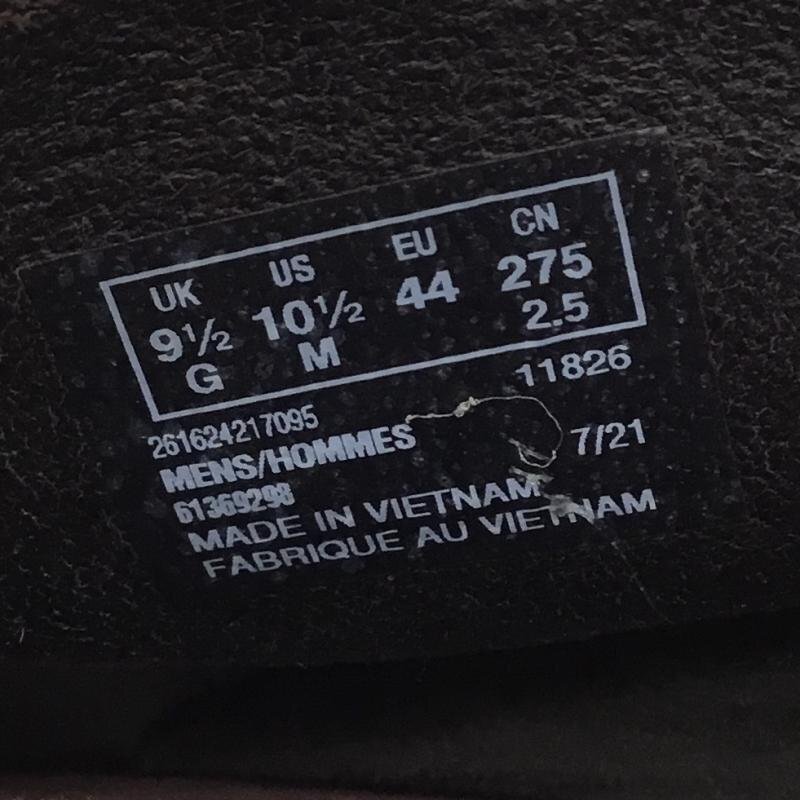 UK US EU CN
9½ 10½ 44 275
G M 2.5
261624217095 11826
MENS/HOMMES 7/21
61369298
MADE IN VIETNAM
FABRIQUE AU VIETNAM